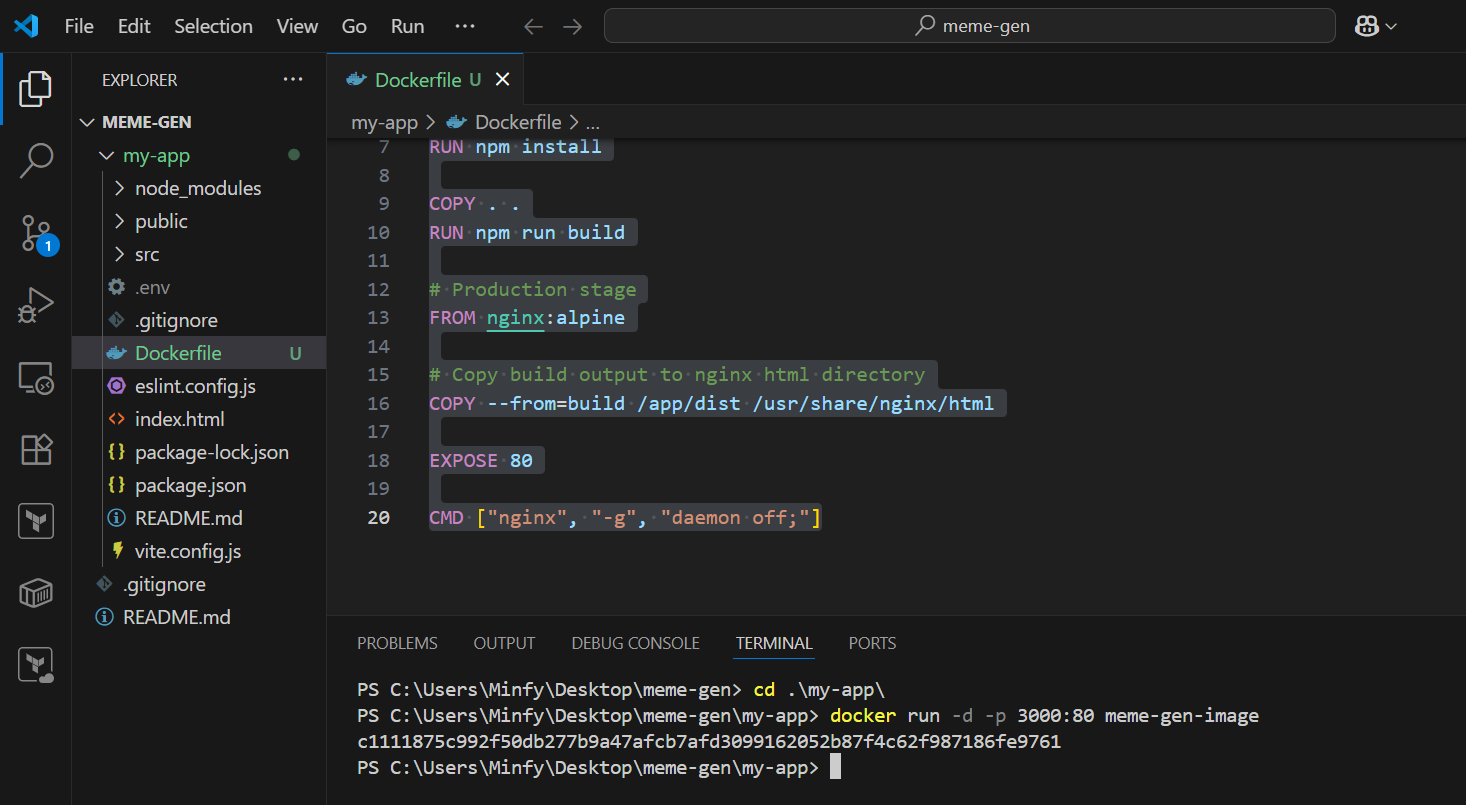 File Edit Selection View Go Run ··· ← → meme-gen
EXPLORER ···
MEME-GEN
my-app
node_modules
public
src
.env
.gitignore
Dockerfile U
eslint.config.js
index.html
package-lock.json
package.json
README.md
vite.config.js
.gitignore
README.md
1
Dockerfile U
my-app > Dockerfile > ...
7 RUN npm install
8
9 COPY . .
10 RUN npm run build
11
12 # Production stage
13 FROM nginx:alpine
14
15 # Copy build output to nginx html directory
16 COPY --from=build /app/dist /usr/share/nginx/html
17
18 EXPOSE 80
19
20 CMD ["nginx", "-g", "daemon off;"]
PROBLEMS OUTPUT DEBUG CONSOLE TERMINAL PORTS
PS C:\Users\Minfy\Desktop\meme-gen> cd .\my-app\
PS C:\Users\Minfy\Desktop\meme-gen\my-app> docker run -d -p 3000:80 meme-gen-image
c1111875c992f50db277b9a47afcb7afd3099162052b87f4c62f987186fe9761
PS C:\Users\Minfy\Desktop\meme-gen\my-app>